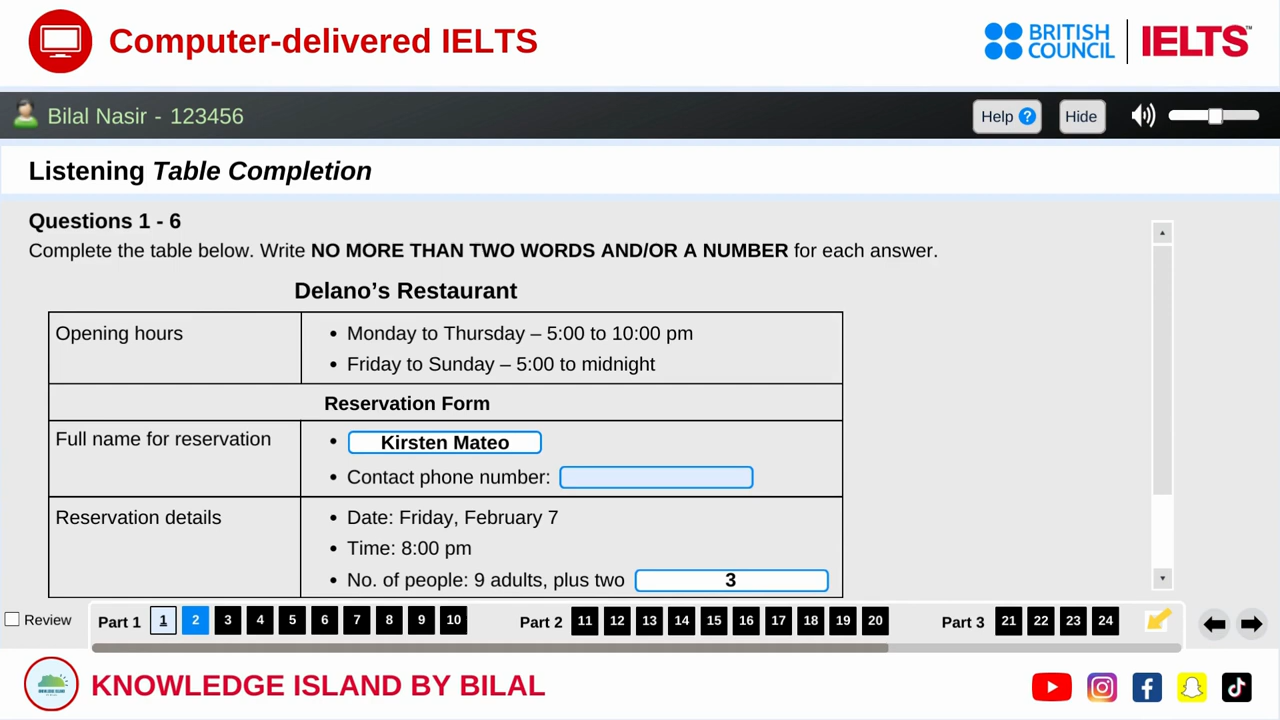 Computer-delivered IELTS
BRITISH COUNCIL
IELTS™
Bilal Nasir - 123456
Help ?
Hide
Listening Table Completion
Questions 1 - 6
Complete the table below. Write NO MORE THAN TWO WORDS AND/OR A NUMBER for each answer.
Delano’s Restaurant
Opening hours
• Monday to Thursday – 5:00 to 10:00 pm
• Friday to Sunday – 5:00 to midnight
Reservation Form
Full name for reservation
• Kirsten Mateo
• Contact phone number:
Reservation details
• Date: Friday, February 7
• Time: 8:00 pm
• No. of people: 9 adults, plus two 3
Review
Part 1 1 2 3 4 5 6 7 8 9 10
Part 2 11 12 13 14 15 16 17 18 19 20
Part 3 21 22 23 24
KNOWLEDGE ISLAND BY BILAL